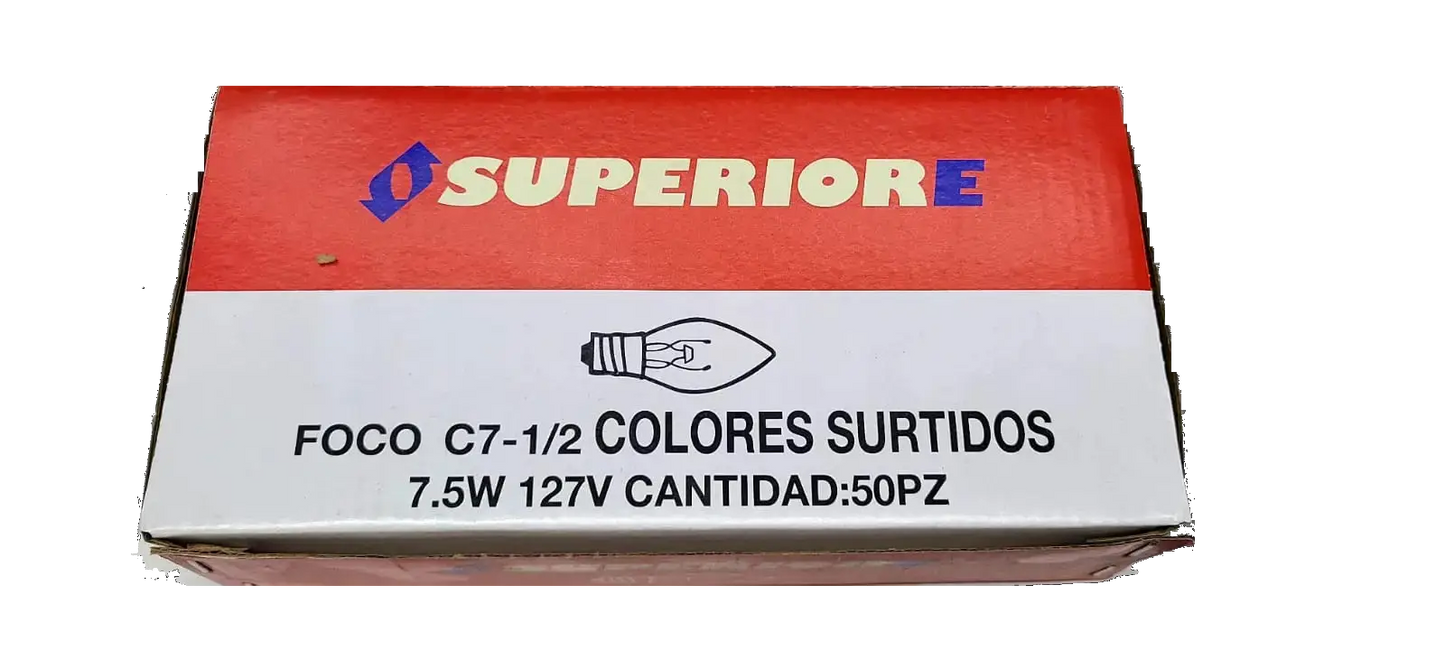 SUPERIORE
FOCO C7-1/2 COLORES SURTIDOS
7.5W 127V CANTIDAD:50PZ